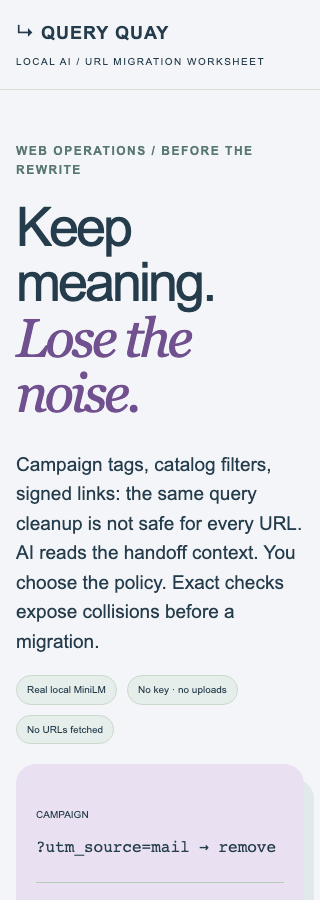 ↳ QUERY QUAY
LOCAL AI / URL MIGRATION WORKSHEET
WEB OPERATIONS / BEFORE THE
REWRITE
Keep
meaning.
Lose the
noise.
Campaign tags, catalog filters,
signed links: the same query
cleanup is not safe for every URL.
AI reads the handoff context. You
choose the policy. Exact checks
expose collisions before a
migration.
Real local MiniLM
No key · no uploads
No URLs fetched
CAMPAIGN
?utm_source=mail → remove